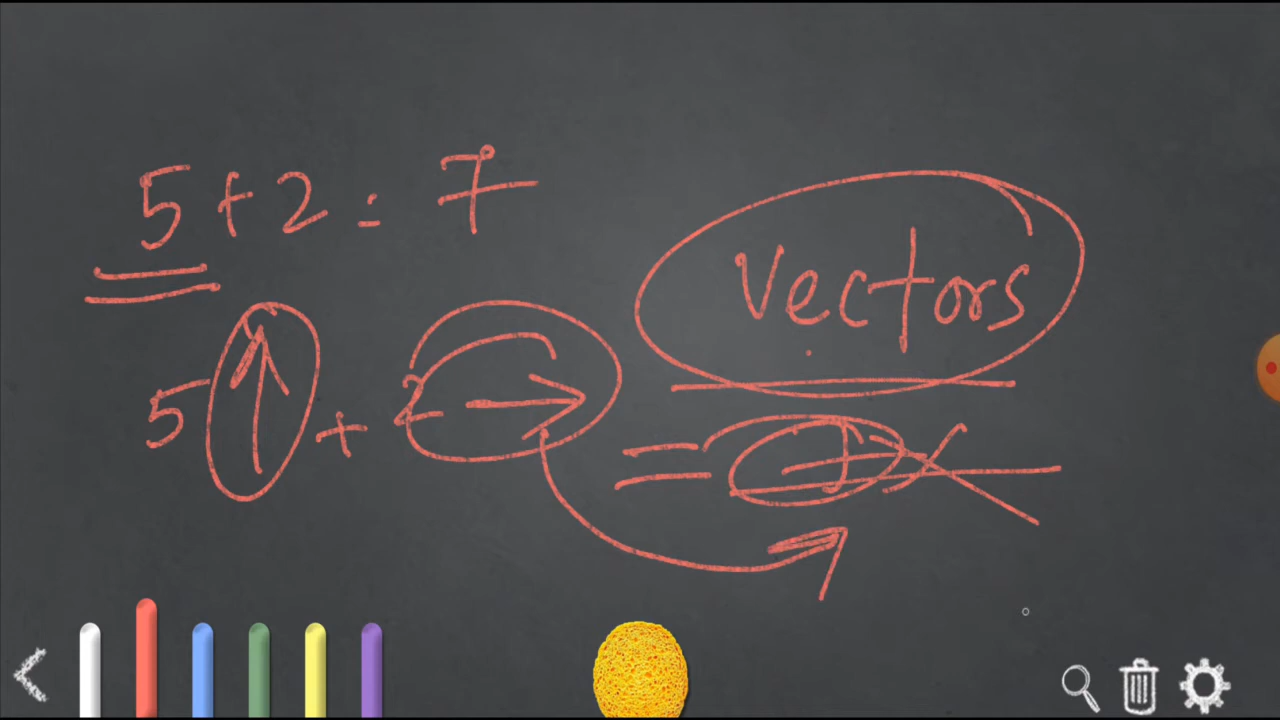 5 + 2 = 7
Vectors
5 ↑ + 2 → =